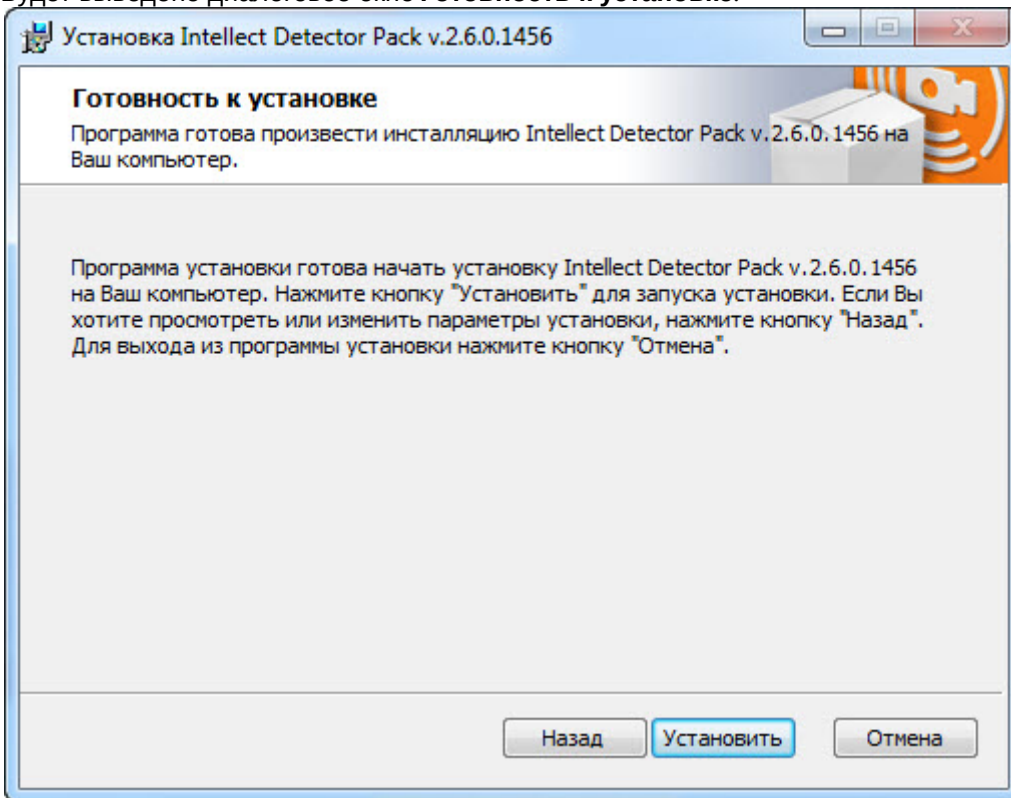 Установка Intellect Detector Pack v.2.6.0.1456
Готовность к установке
Программа готова произвести инсталляцию Intellect Detector Pack v.2.6.0.1456 на
Ваш компьютер.
Программа установки готова начать установку Intellect Detector Pack v.2.6.0.1456
на Ваш компьютер. Нажмите кнопку "Установить" для запуска установки. Если Вы
хотите просмотреть или изменить параметры установки, нажмите кнопку "Назад".
Для выхода из программы установки нажмите кнопку "Отмена".
Назад Установить Отмена